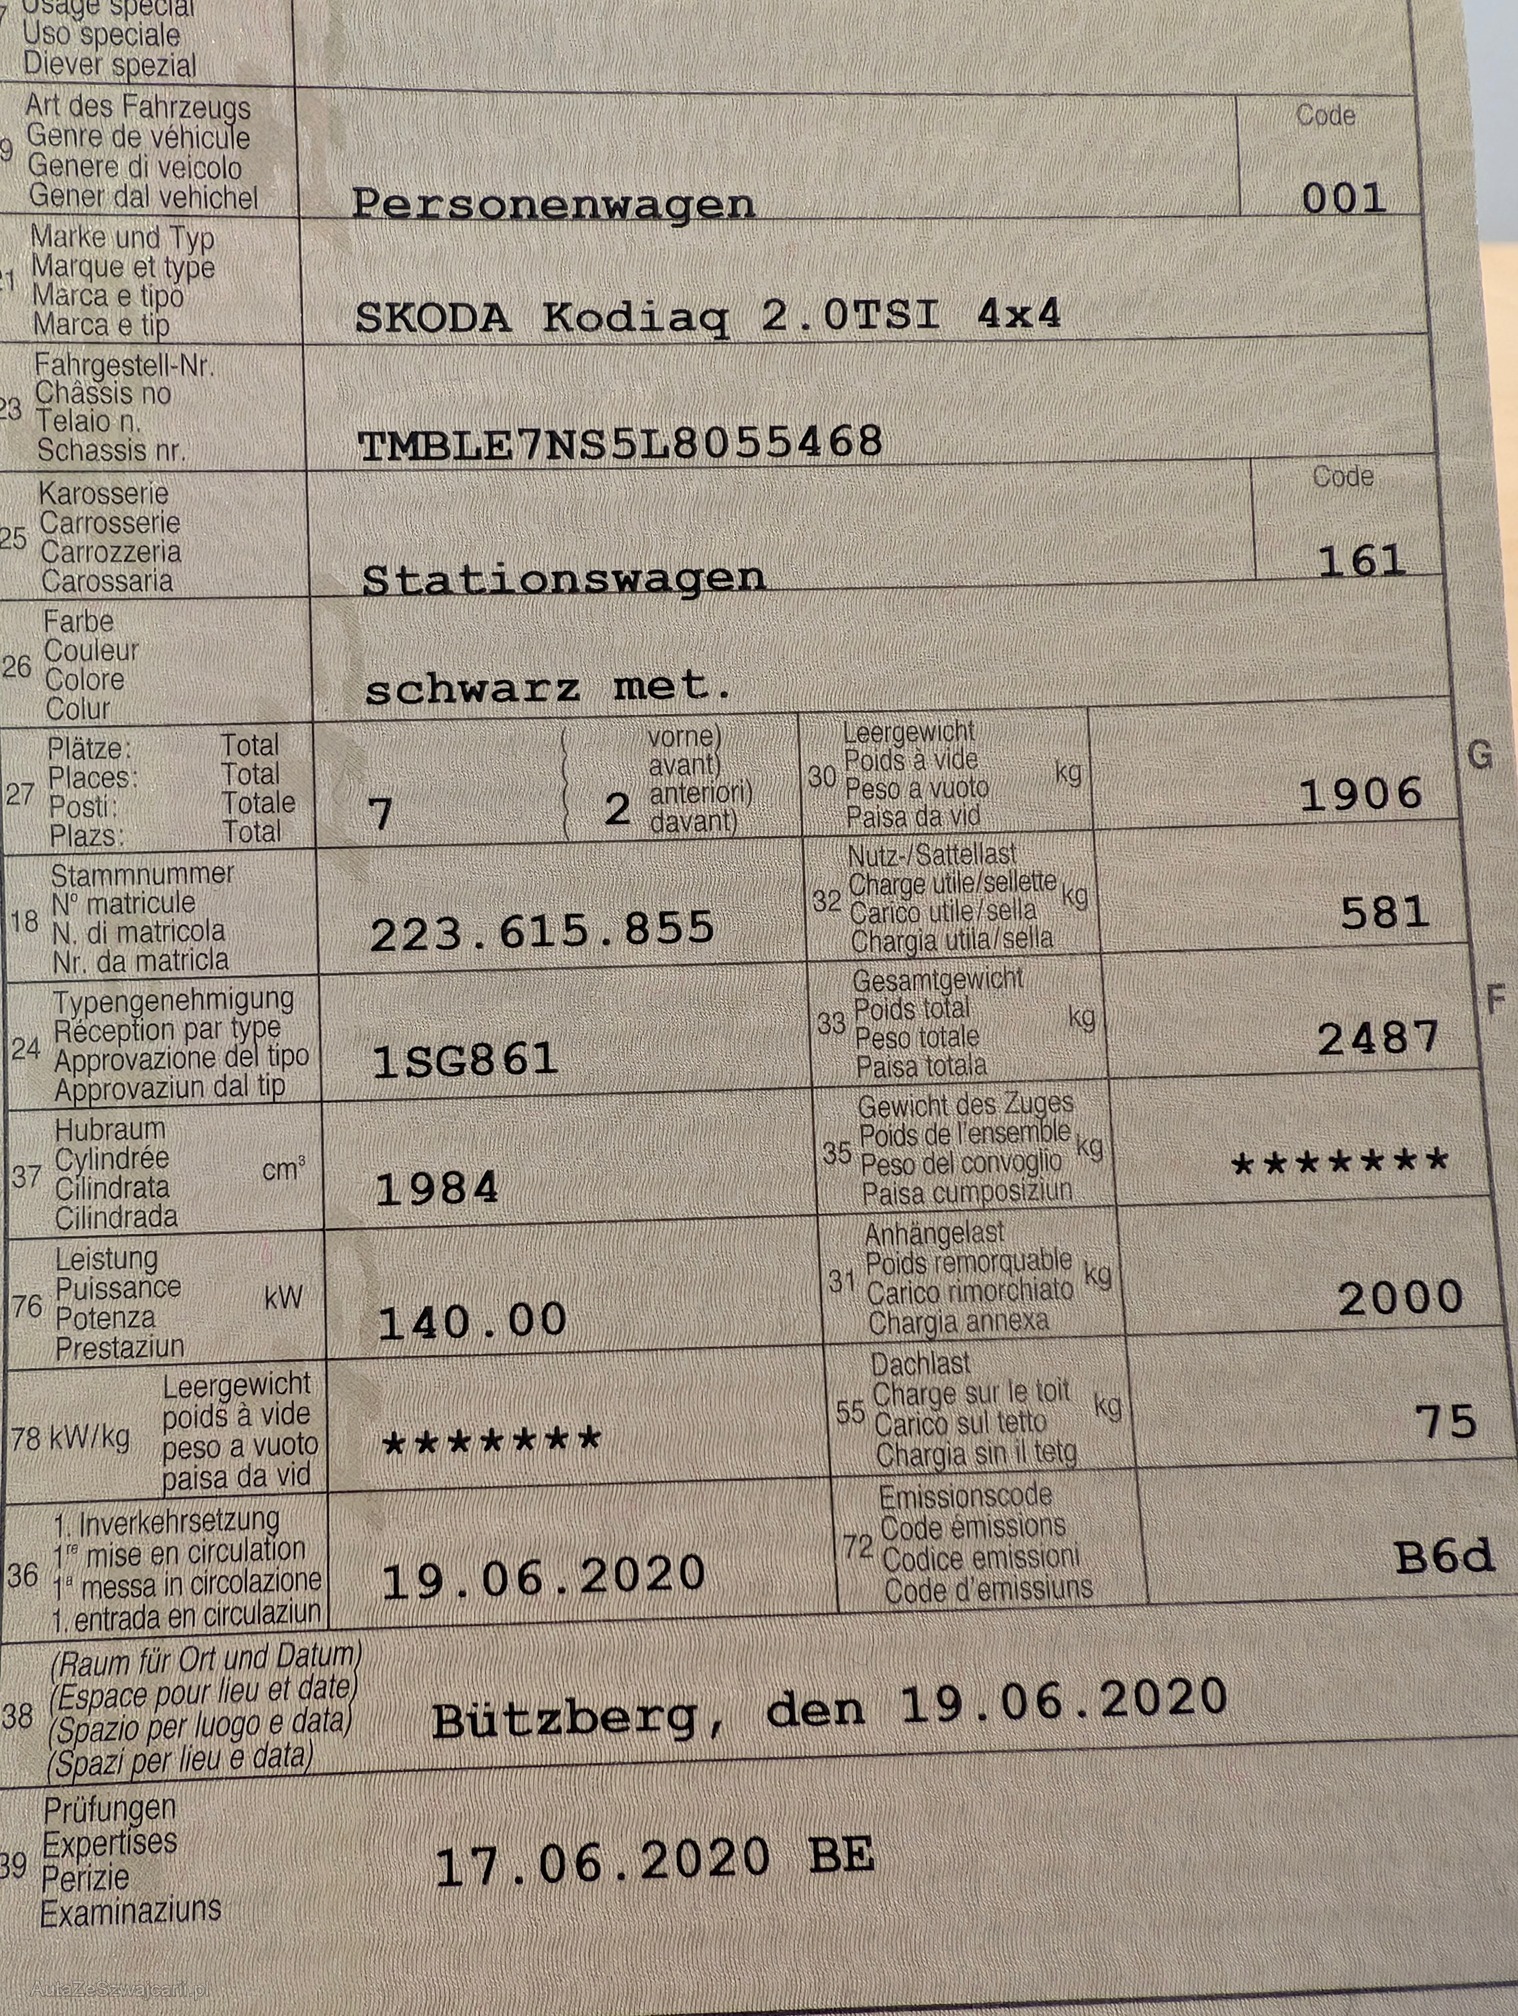 17 Usage spécial
Uso speciale
Diever spezial
Art des Fahrzeugs
19 Genre de véhicule
Genere di veicolo
Gener dal vehichel
Personenwagen
Code
001
Marke und Typ
21 Marque et type
Marca e tipo
Marca e tip
SKODA Kodiaq 2.0TSI 4x4
Fahrgestell-Nr.
23 Châssis no
Telaio n.
Schassis nr.
TMBLE7NS5L8055468
Karosserie
25 Carrosserie
Carrozzeria
Carossaria
Stationswagen
Code
161
Farbe
26 Couleur
Colore
Colur
schwarz met.
Plätze: Total
27 Places: Total
Posti: Totale
Plazs: Total
7
2
vorne)
avant)
anteriori)
davant)
Leergewicht
30 Poids à vide kg
Peso a vuoto
Paisa da vid
1906
G
Stammnummer
18 N° matricule
N. di matricola
Nr. da matricla
223.615.855
Nutz-/Sattellast
32 Charge utile/sellette kg
Carico utile/sella
Chargia utila/sella
581
Typengenehmigung
24 Réception par type
Approvazione del tipo
Approvaziun dal tip
1SG861
Gesamtgewicht
33 Poids total kg
Peso totale
Paisa totala
2487
F
Hubraum
37 Cylindrée cm³
Cilindrata
Cilindrada
1984
Gewicht des Zuges
35 Poids de l'ensemble kg
Peso del convoglio
Paisa cumposiziun
*******
Leistung
76 Puissance kW
Potenza
Prestaziun
140.00
Anhängelast
31 Poids remorquable kg
Carico rimorchiato
Chargia annexa
2000
78 kW/kg
Leergewicht
poids à vide
peso a vuoto
paisa da vid
*******
Dachlast
55 Charge sur le toit kg
Carico sul tetto
Chargia sin il tetg
75
1. Inverkehrsetzung
36 1re mise en circulation
1a messa in circolazione
1. entrada en circulaziun
19.06.2020
Emissionscode
72 Code émissions
Codice emissioni
Code d'emissiuns
B6d
(Raum für Ort und Datum)
38 (Espace pour lieu et date)
(Spazio per luogo e data)
(Spazi per lieu e data)
Bützberg, den 19.06.2020
Prüfungen
39 Expertises
Perizie
Examinaziuns
17.06.2020 BE
AutaZeSzwajcarii.pl